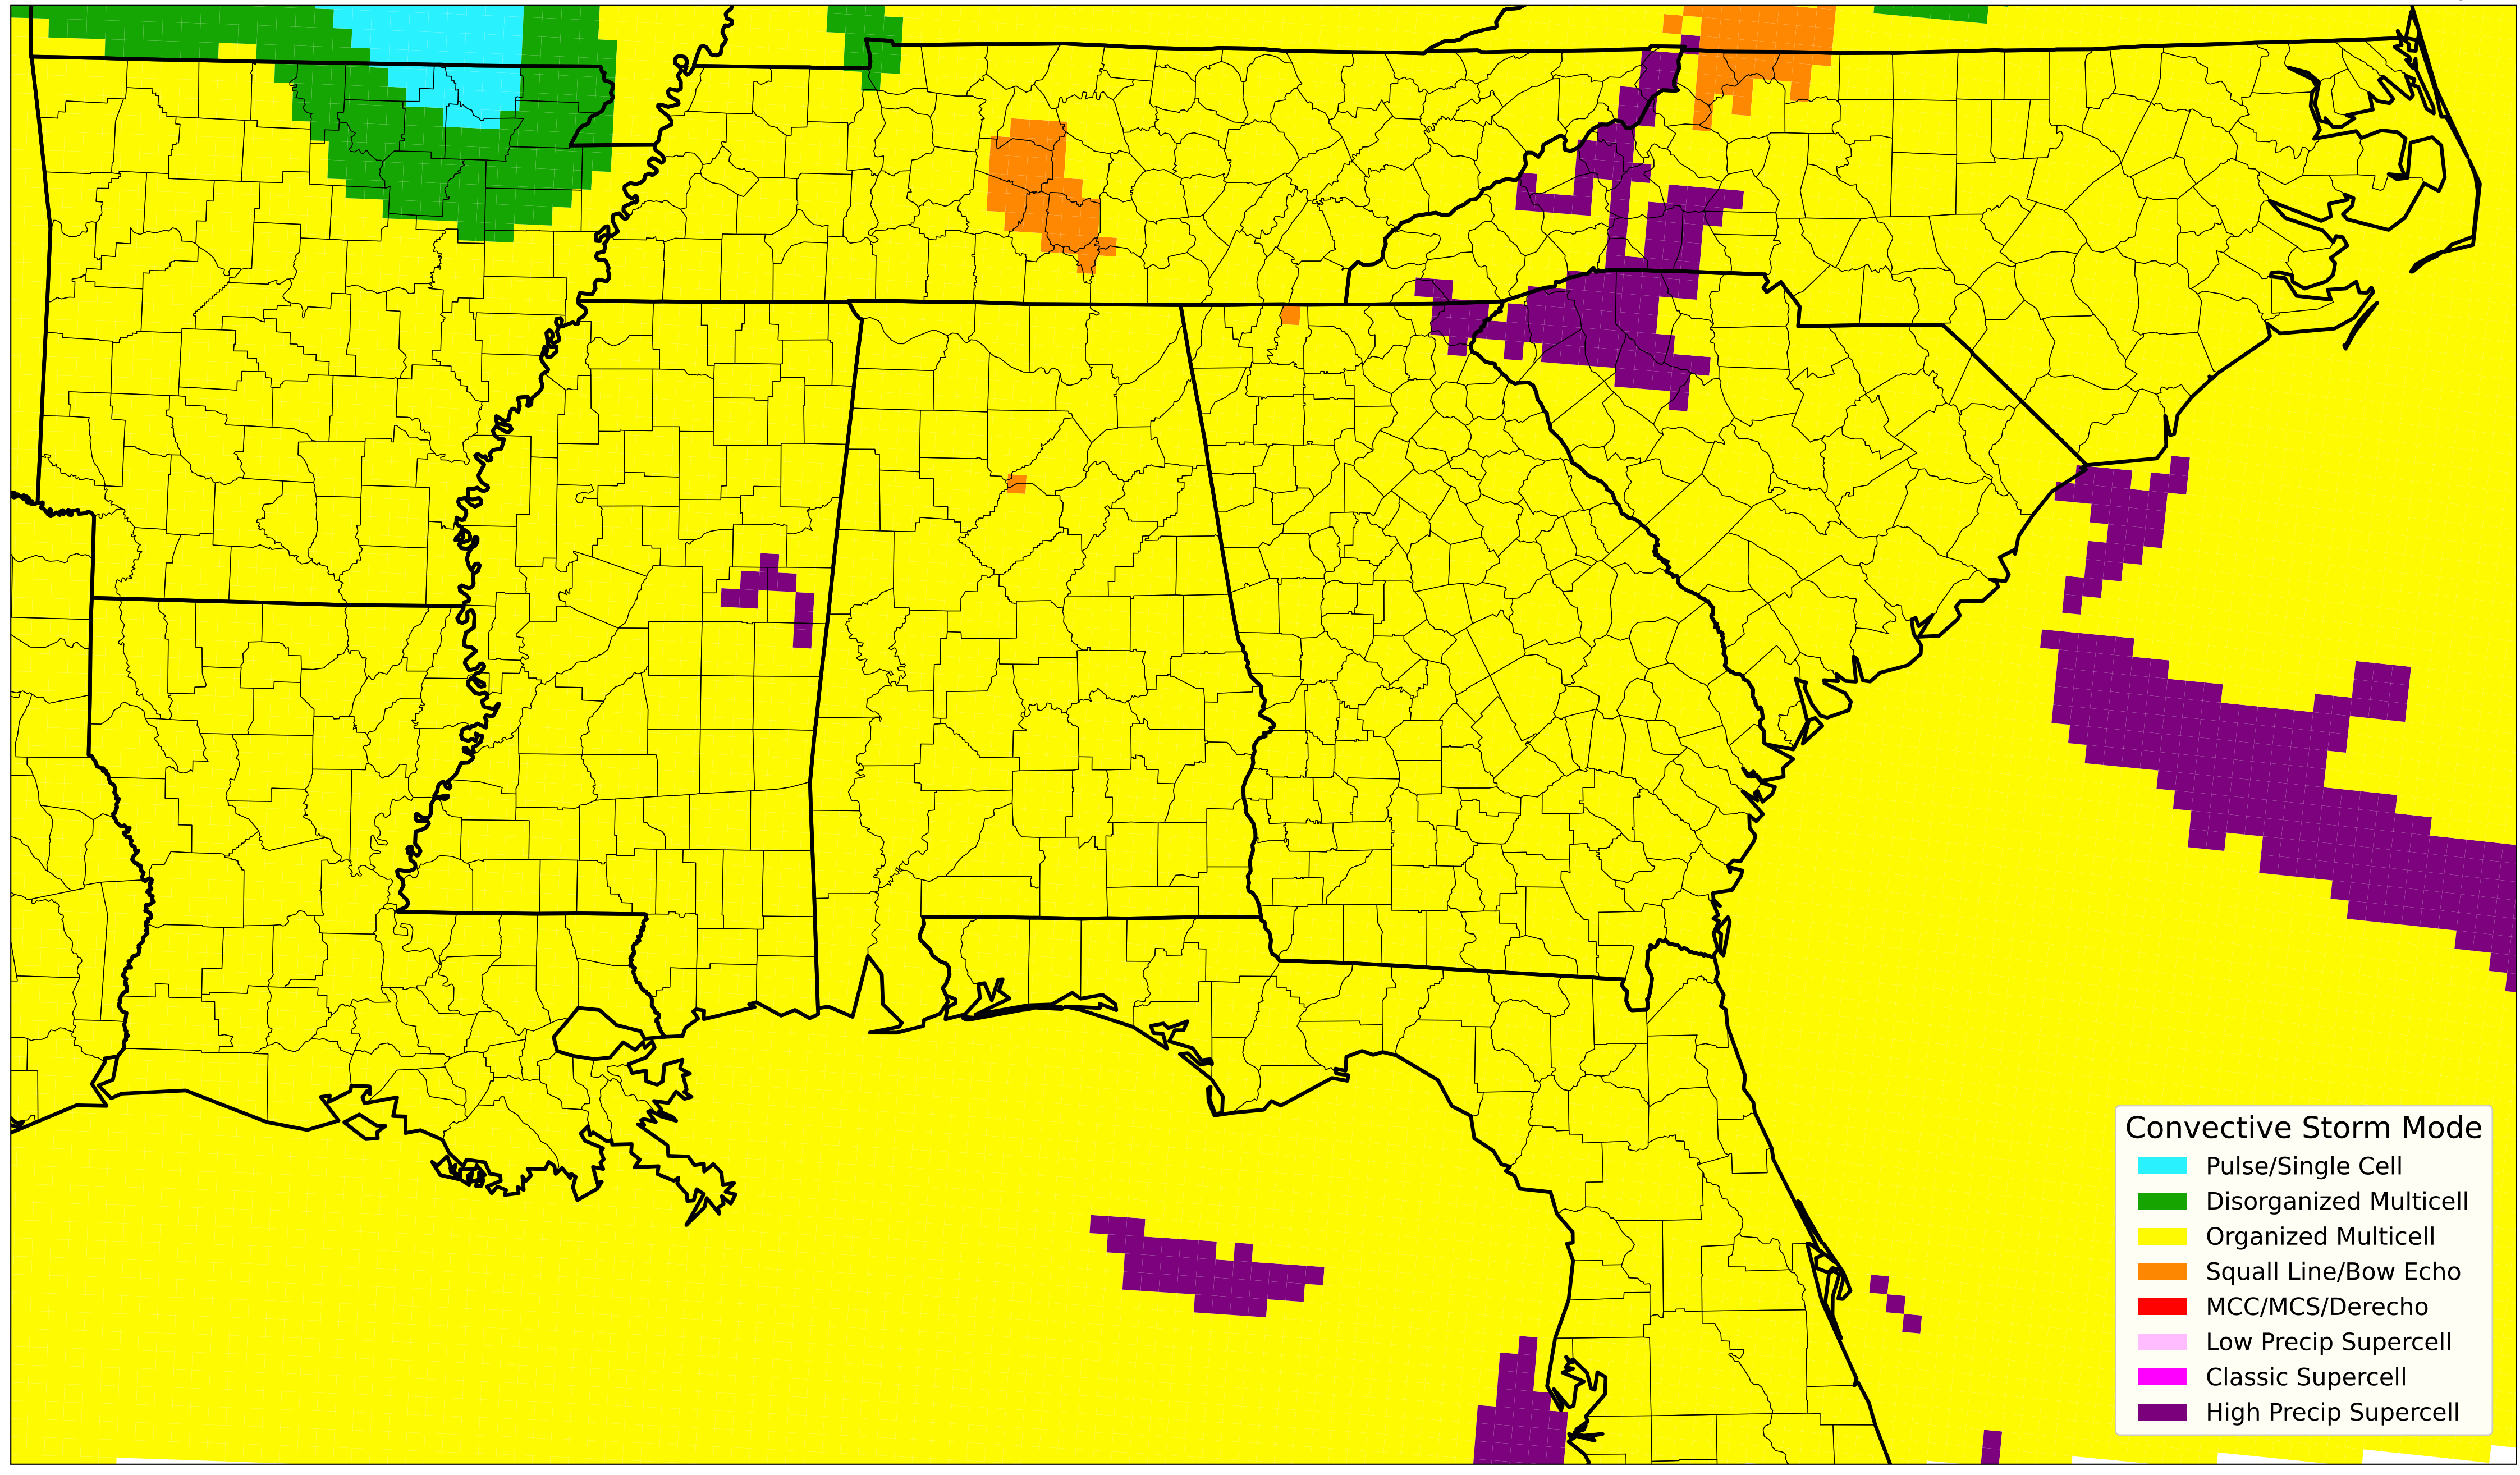 Convective Storm Mode
Pulse/Single Cell
Disorganized Multicell
Organized Multicell
Squall Line/Bow Echo
MCC/MCS/Derecho
Low Precip Supercell
Classic Supercell
High Precip Supercell